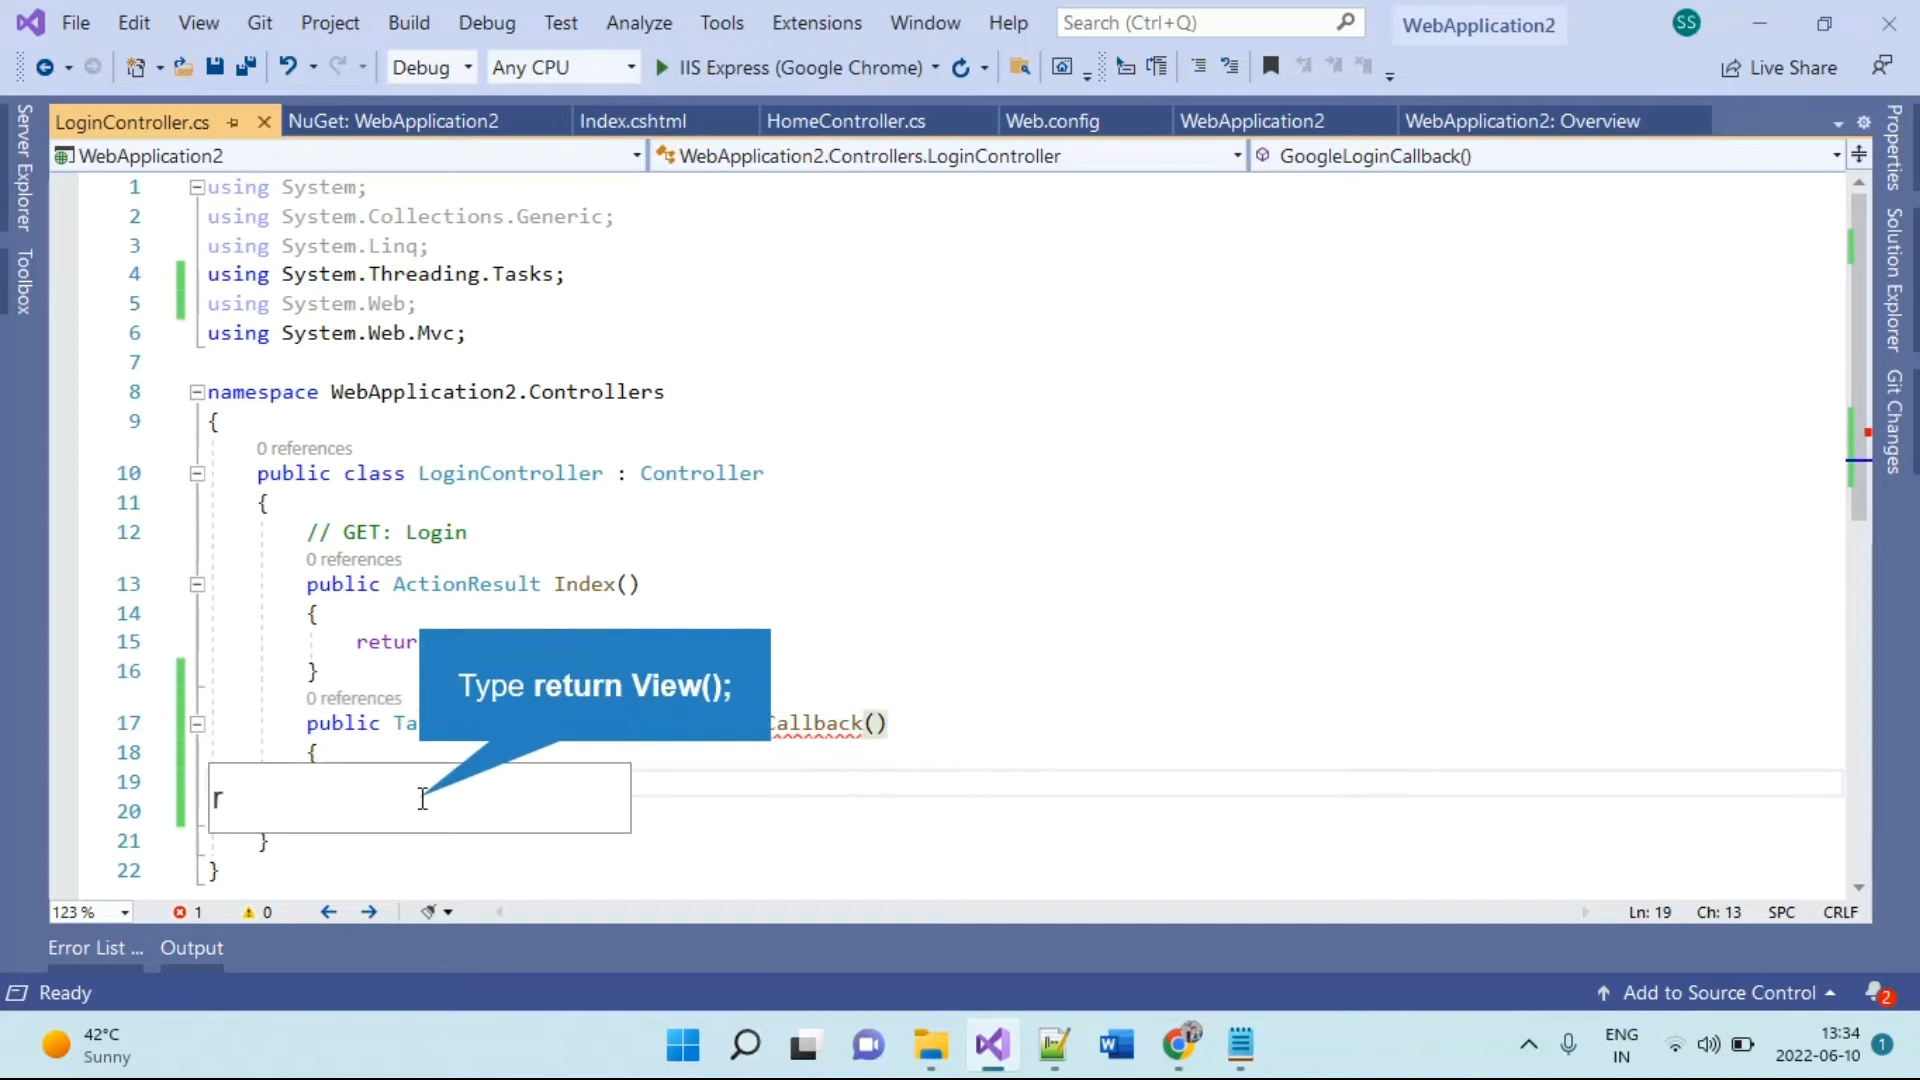 File Edit View Git Project Build Debug Test Analyze Tools Extensions Window Help Search (Ctrl+Q) WebApplication2 SS
Debug Any CPU IIS Express (Google Chrome) Live Share
LoginController.cs NuGet: WebApplication2 Index.cshtml HomeController.cs Web.config WebApplication2 WebApplication2: Overview
WebApplication2 WebApplication2.Controllers.LoginController GoogleLoginCallback()
Server Explorer
Toolbox
Properties
Solution Explorer
Git Changes
1 using System;
2 using System.Collections.Generic;
3 using System.Linq;
4 using System.Threading.Tasks;
5 using System.Web;
6 using System.Web.Mvc;
7
8 namespace WebApplication2.Controllers
9 {
0 references
10 public class LoginController : Controller
11 {
12 // GET: Login
0 references
13 public ActionResult Index()
14 {
15 retur
16 }
0 references
17 public Ta Callback()
18 {
19
20
21 }
22 }
Type return View();
r
123 % 1 0 Ln: 19 Ch: 13 SPC CRLF
Error List ... Output
Ready Add to Source Control 2
42°C
Sunny
ENG
IN
13:34
2022-06-10
1